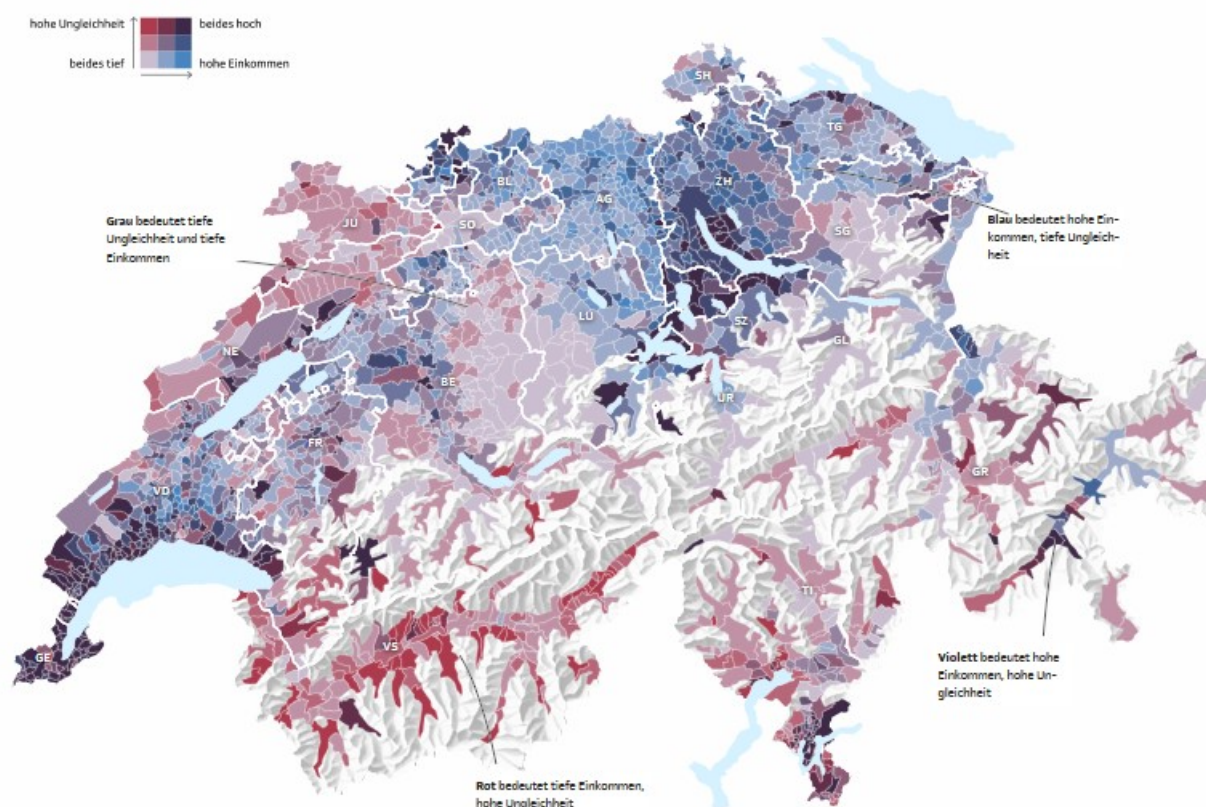 hohe Ungleichheit
beides hoch
beides tief
hohe Einkommen
SH
TG
BL
ZH
AG
JU
SO
SG
Grau bedeutet tiefe
Ungleichheit und tiefe
Einkommen
Blau bedeutet hohe Ein-
kommen, tiefe Ungleich-
heit
LU
SZ
NE
GL
BE
UR
FR
GR
VD
TI
VS
GE
Violett bedeutet hohe
Einkommen, hohe Un-
gleichheit
Rot bedeutet tiefe Einkommen,
hohe Ungleichheit